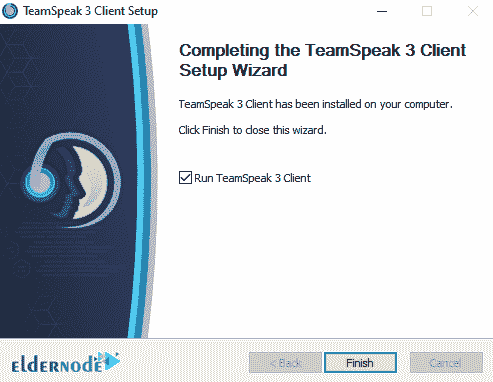 TeamSpeak 3 Client Setup
Completing the TeamSpeak 3 Client
Setup Wizard
TeamSpeak 3 Client has been installed on your computer.
Click Finish to close this wizard.
Run TeamSpeak 3 Client
eLDERNODE
< Back
Finish
Cancel